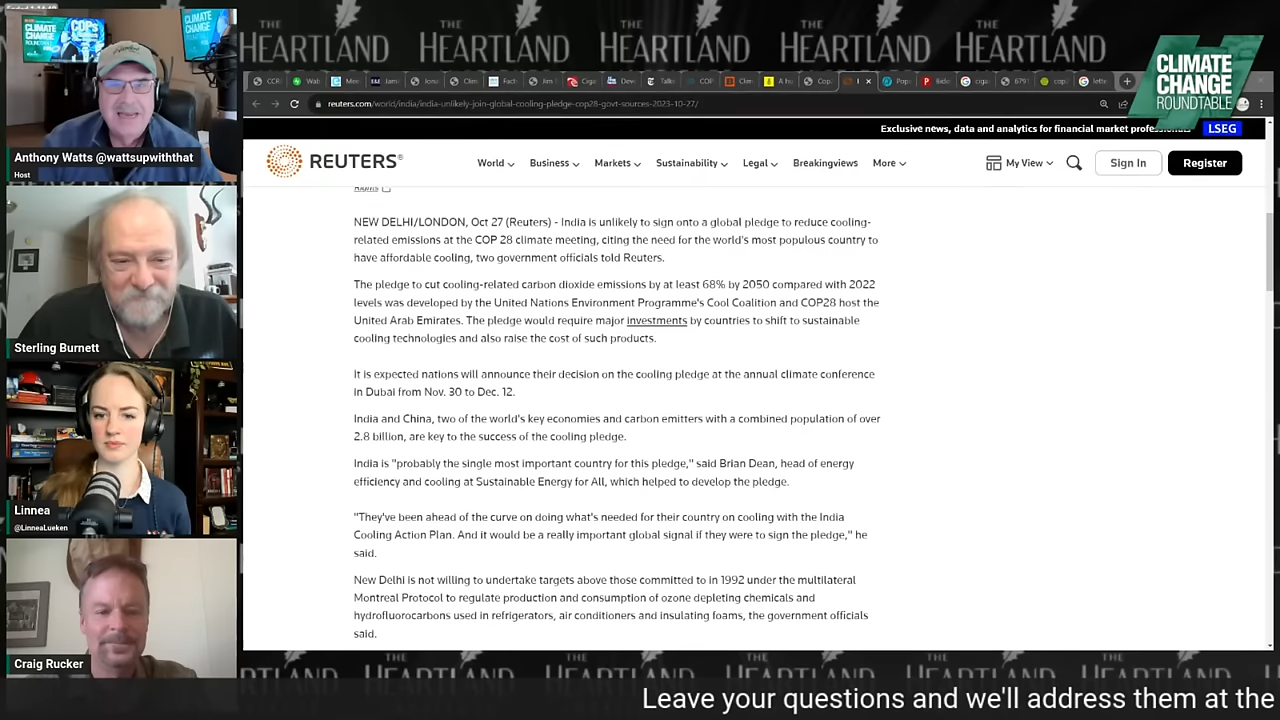 CLIMATE CHANGE
COPs
Anthony Watts @wattsupwiththat
Host
Sterling Burnett
Linnea
@LinneaLueken
Craig Rucker
THE HEARTLAND
CLIMATE
CHANGE
ROUNDTABLE
reuters.com/world/india/india-unlikely-join-global-cooling-pledge-cop28-govt-sources-2023-10-27/
Exclusive news, data and analytics for financial market professionals
LSEG
REUTERS®
World Business Markets Sustainability Legal Breakingviews More
My View Sign In Register
NEW DELHI/LONDON, Oct 27 (Reuters) - India is unlikely to sign onto a global pledge to reduce cooling-
related emissions at the COP 28 climate meeting, citing the need for the world's most populous country to
have affordable cooling, two government officials told Reuters.
The pledge to cut cooling-related carbon dioxide emissions by at least 68% by 2050 compared with 2022
levels was developed by the United Nations Environment Programme's Cool Coalition and COP28 host the
United Arab Emirates. The pledge would require major investments by countries to shift to sustainable
cooling technologies and also raise the cost of such products.
It is expected nations will announce their decision on the cooling pledge at the annual climate conference
in Dubai from Nov. 30 to Dec. 12.
India and China, two of the world's key economies and carbon emitters with a combined population of over
2.8 billion, are key to the success of the cooling pledge.
India is "probably the single most important country for this pledge," said Brian Dean, head of energy
efficiency and cooling at Sustainable Energy for All, which helped to develop the pledge.
"They've been ahead of the curve on doing what's needed for their country on cooling with the India
Cooling Action Plan. And it would be a really important global signal if they were to sign the pledge," he
said.
New Delhi is not willing to undertake targets above those committed to in 1992 under the multilateral
Montreal Protocol to regulate production and consumption of ozone depleting chemicals and
hydrofluorocarbons used in refrigerators, air conditioners and insulating foams, the government officials
said.
Leave your questions and we'll address them at the